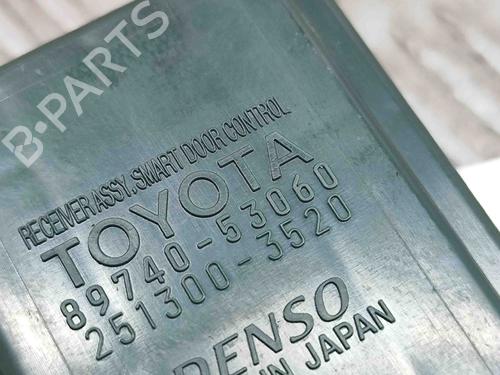 B-PARTS
RECEIVER ASSY, SMART DOOR CONTROL
TOYOTA
89740-53060
251300-3520
DENSO
IN JAPAN